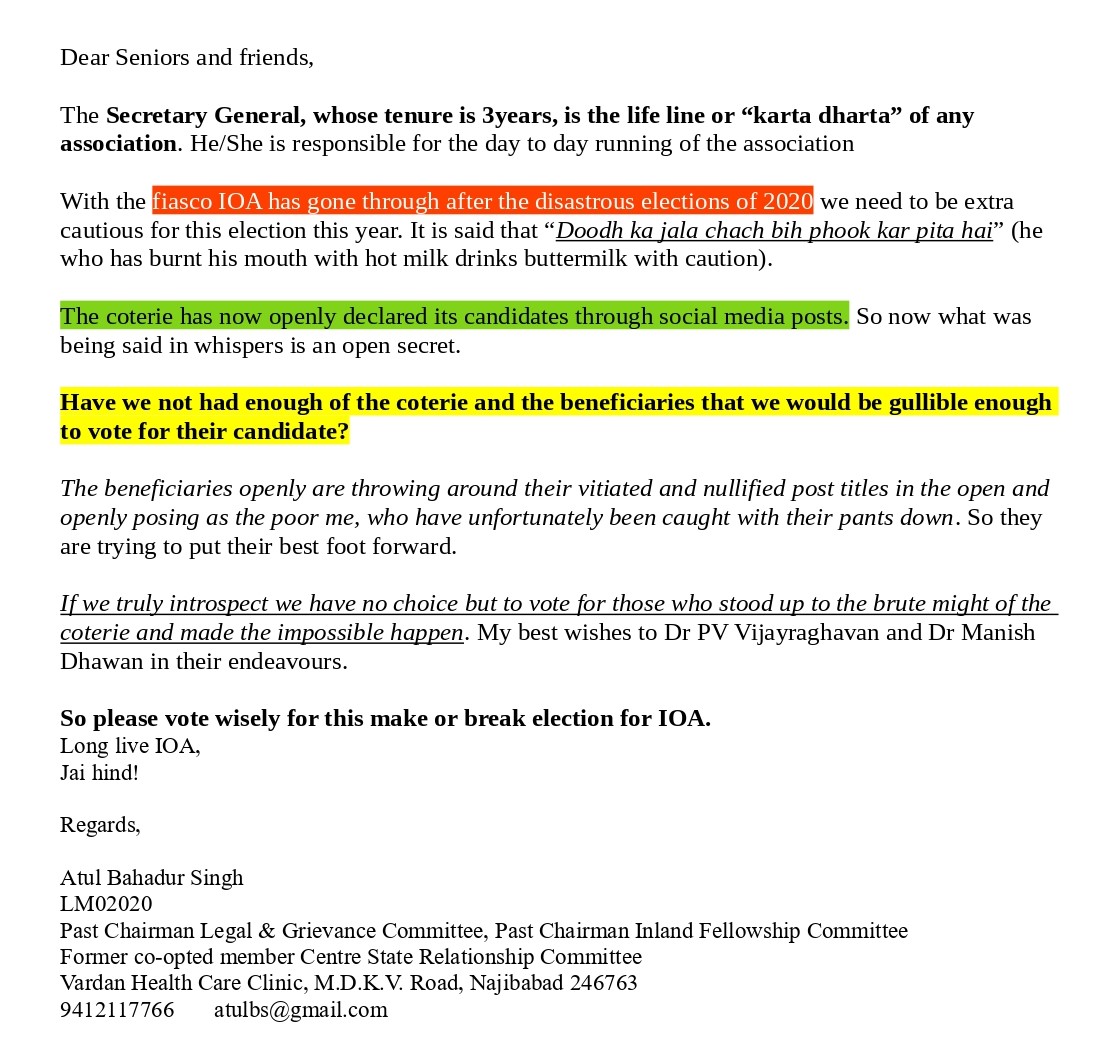 Dear Seniors and friends,
The Secretary General, whose tenure is 3years, is the life line or “karta dharta” of any
association. He/She is responsible for the day to day running of the association
With the fiasco IOA has gone through after the disastrous elections of 2020 we need to be extra
cautious for this election this year. It is said that “Doodh ka jala chach bih phook kar pita hai” (he
who has burnt his mouth with hot milk drinks buttermilk with caution).
The coterie has now openly declared its candidates through social media posts. So now what was
being said in whispers is an open secret.
Have we not had enough of the coterie and the beneficiaries that we would be gullible enough
to vote for their candidate?
The beneficiaries openly are throwing around their vitiated and nullified post titles in the open and
openly posing as the poor me, who have unfortunately been caught with their pants down. So they
are trying to put their best foot forward.
If we truly introspect we have no choice but to vote for those who stood up to the brute might of the
coterie and made the impossible happen. My best wishes to Dr PV Vijayraghavan and Dr Manish
Dhawan in their endeavours.
So please vote wisely for this make or break election for IOA.
Long live IOA,
Jai hind!
Regards,
Atul Bahadur Singh
LM02020
Past Chairman Legal & Grievance Committee, Past Chairman Inland Fellowship Committee
Former co-opted member Centre State Relationship Committee
Vardan Health Care Clinic, M.D.K.V. Road, Najibabad 246763
9412117766 atulbs@gmail.com